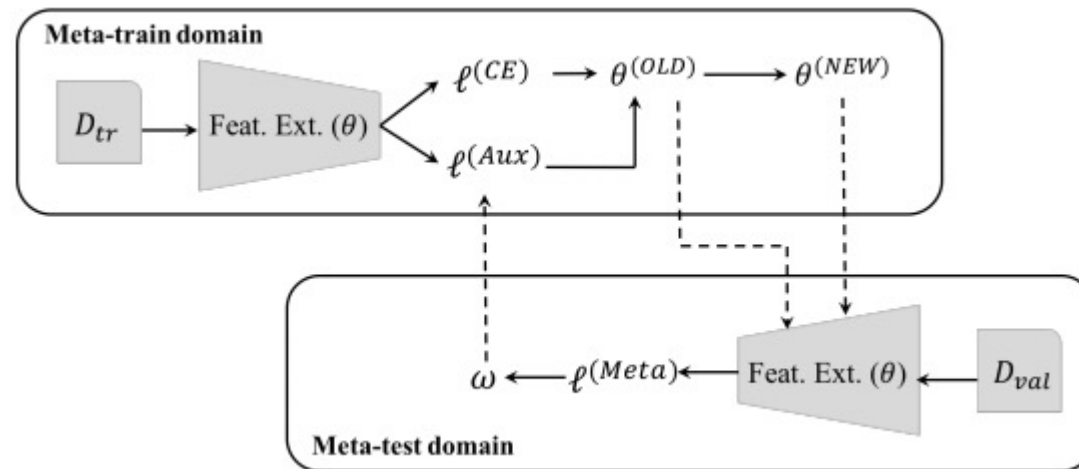 Meta-train domain
D_tr
Feat. Ext. (θ)
ℓ^(CE)
θ^(OLD)
θ^(NEW)
ℓ^(Aux)
ω
ℓ^(Meta)
Feat. Ext. (θ)
D_val
Meta-test domain